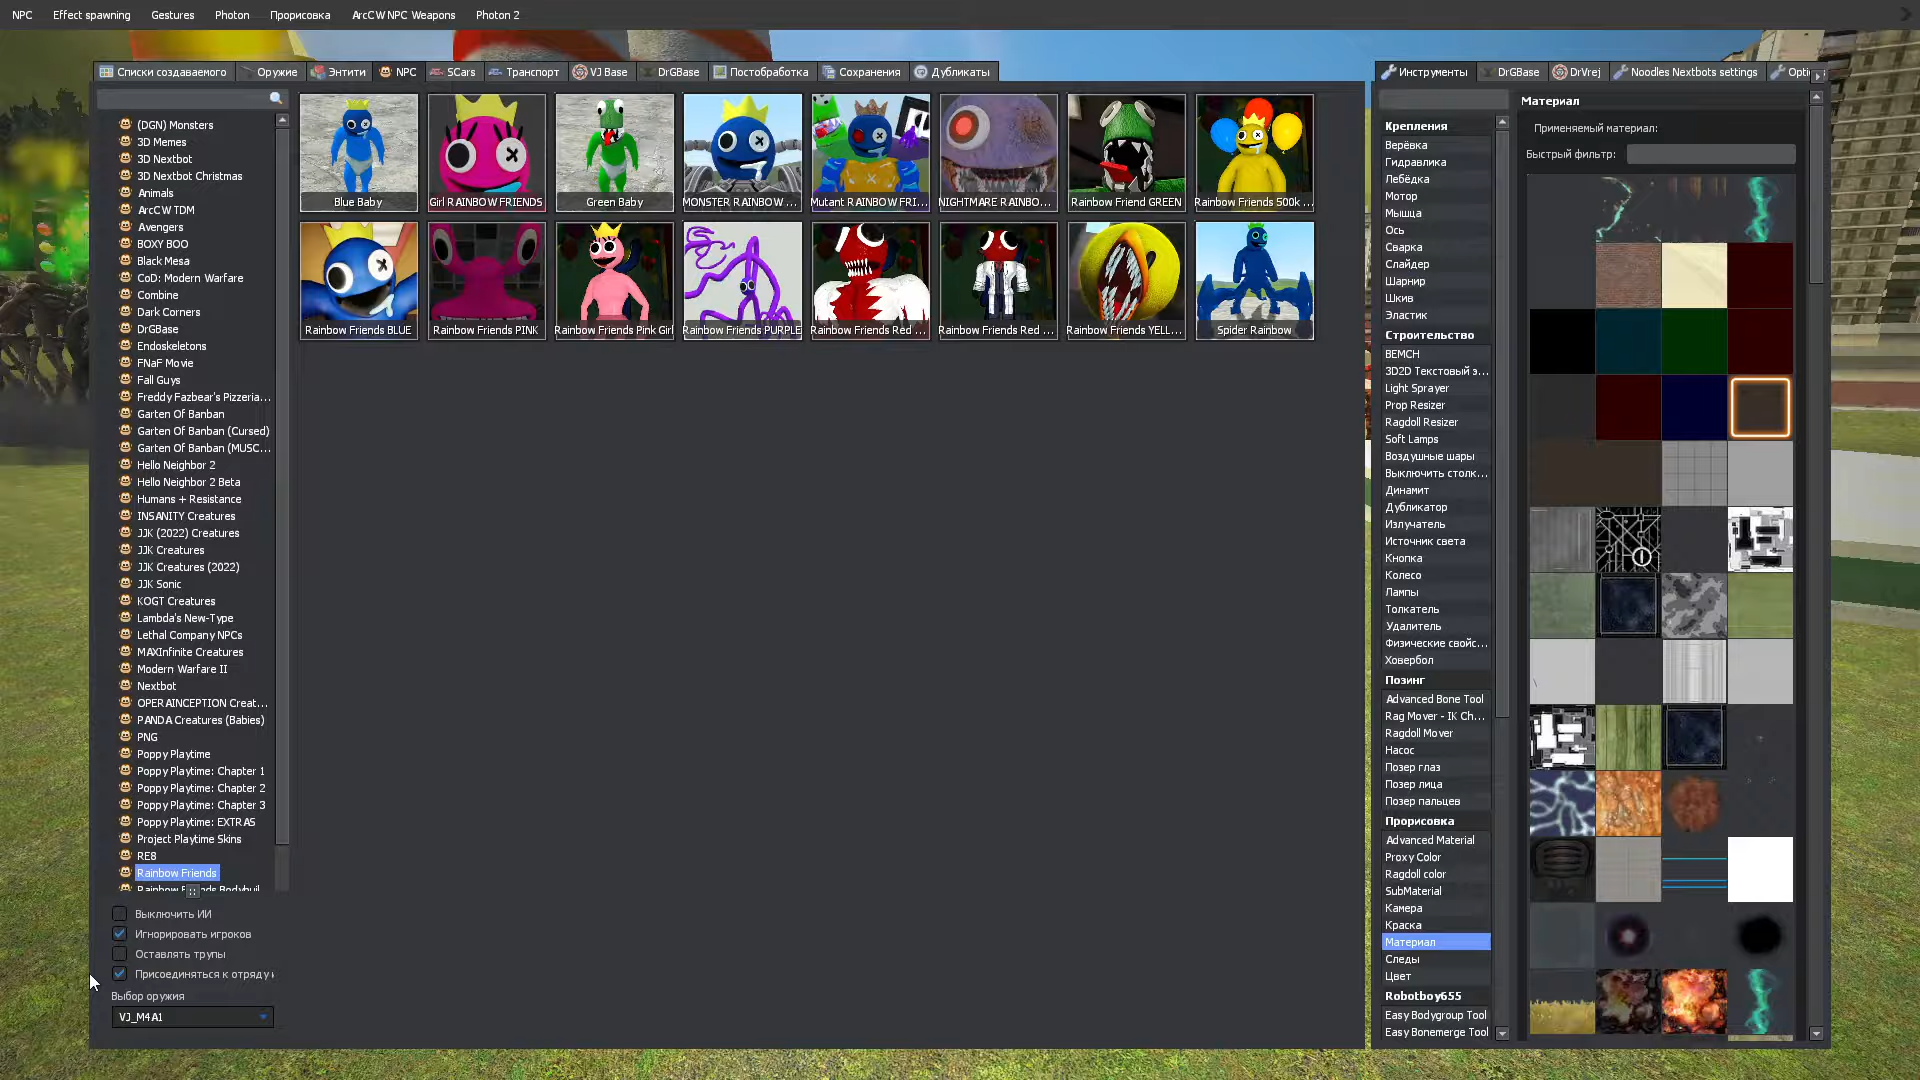 NPC Effect spawning Gestures Photon Прорисовка ArcCW NPC Weapons Photon 2
Списки создаваемого Оружие Энтити NPC SCars Транспорт VJ Base DrGBase Постобработка Сохранения Дубликаты
(DGN) Monsters
3D Memes
3D Nextbot
3D Nextbot Christmas
Animals
ArcCW TDM
Avengers
BOXY BOO
Black Mesa
CoD: Modern Warfare
Combine
Dark Corners
DrGBase
Endoskeletons
FNaF Movie
Fall Guys
Freddy Fazbear's Pizzeria...
Garten Of Banban
Garten Of Banban (Cursed)
Garten Of Banban (MUSC...
Hello Neighbor 2
Hello Neighbor 2 Beta
Humans + Resistance
INSANITY Creatures
JJK (2022) Creatures
JJK Creatures
JJK Creatures (2022)
JJK Sonic
KOGT Creatures
Lambda's New-Type
Lethal Company NPCs
MAXInfinite Creatures
Modern Warfare II
Nextbot
OPERAINCEPTION Creat...
PANDA Creatures (Babies)
PNG
Poppy Playtime
Poppy Playtime: Chapter 1
Poppy Playtime: Chapter 2
Poppy Playtime: Chapter 3
Poppy Playtime: EXTRAS
Project Playtime Skins
RE8
Rainbow Friends
Выключить ИИ
Игнорировать игроков
Оставлять трупы
Присоединяться к отряду
Выбор оружия
VJ_M4A1
Blue Baby
Girl RAINBOW FRIENDS
Green Baby
MONSTER RAINBOW ...
Mutant RAINBOW FRI...
NIGHTMARE RAINBO...
Rainbow Friend GREEN
Rainbow Friends 500k ...
Rainbow Friends BLUE
Rainbow Friends PINK
Rainbow Friends Pink Girl
Rainbow Friends PURPLE
Rainbow Friends Red ...
Rainbow Friends Red ...
Rainbow Friends YELL...
Spider Rainbow
Инструменты DrGBase DrVrej Noodles Nextbots settings Opti
Крепления
Верёвка
Гидравлика
Лебёдка
Мотор
Мышца
Ось
Сварка
Слайдер
Шарнир
Шкив
Эластик
Строительство
BEMCH
3D2D Текстовый э...
Light Sprayer
Prop Resizer
Ragdoll Resizer
Soft Lamps
Воздушные шары
Выключить столк...
Динамит
Дубликатор
Излучатель
Источник света
Кнопка
Колесо
Лампы
Толкатель
Удалитель
Физические свойс...
Ховербол
Позинг
Advanced Bone Tool
Rag Mover - IK Ch...
Ragdoll Mover
Насос
Позер глаз
Позер лица
Позер пальцев
Прорисовка
Advanced Material
Proxy Color
Ragdoll color
SubMaterial
Камера
Краска
Материал
Следы
Цвет
Robotboy655
Easy Bodygroup Tool
Easy Bonemerge Tool
Материал
Применяемый материал:
Быстрый фильтр: